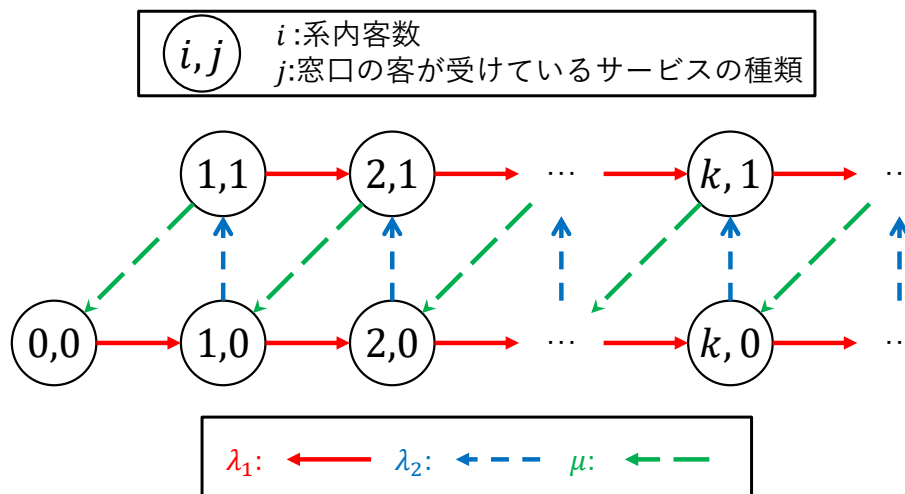 i, j
i :系内客数
j:窓口の客が受けているサービスの種類
1,1
2,1
…
k, 1
…
0,0
1,0
2,0
…
k, 0
…
λ₁:
λ₂:
μ: